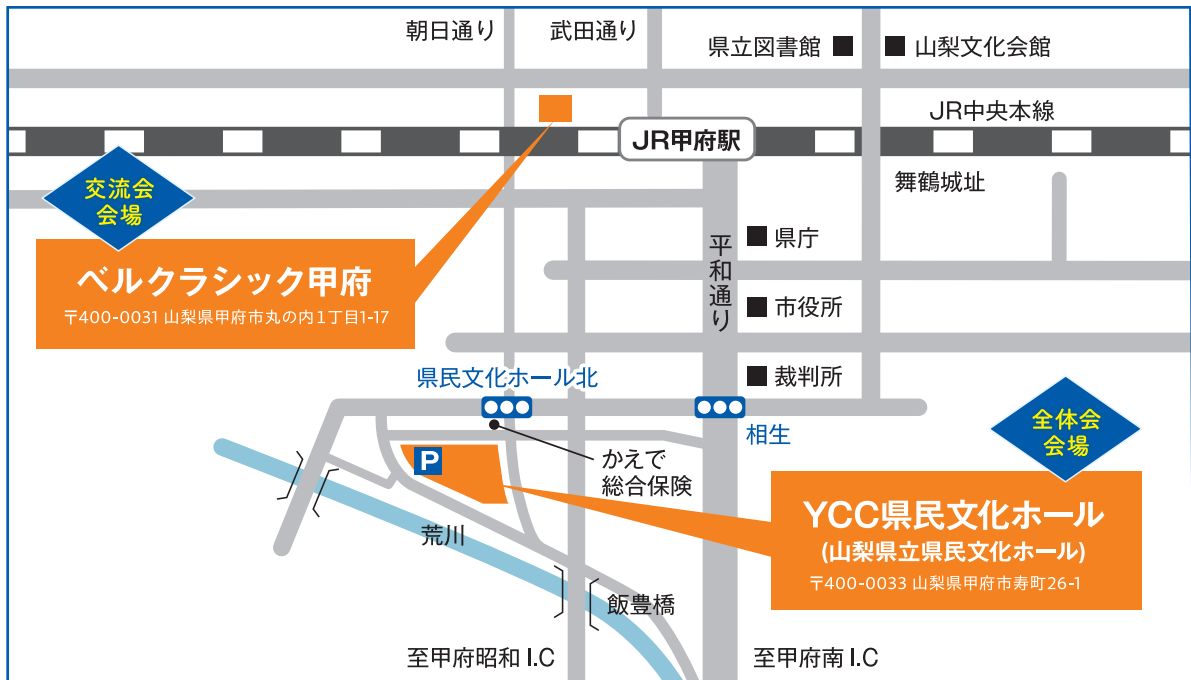 朝日通り
武田通り
県立図書館
山梨文化会館
JR中央本線
JR甲府駅
交流会
会場
舞鶴城址
ベルクラシック甲府
〒400-0031 山梨県甲府市丸の内1丁目1-17
平和通り
県庁
市役所
裁判所
県民文化ホール北
相生
全体会
会場
P
かえで
総合保険
YCC県民文化ホール
(山梨県立県民文化ホール)
〒400-0033 山梨県甲府市寿町26-1
荒川
飯豊橋
至甲府昭和 I.C
至甲府南 I.C